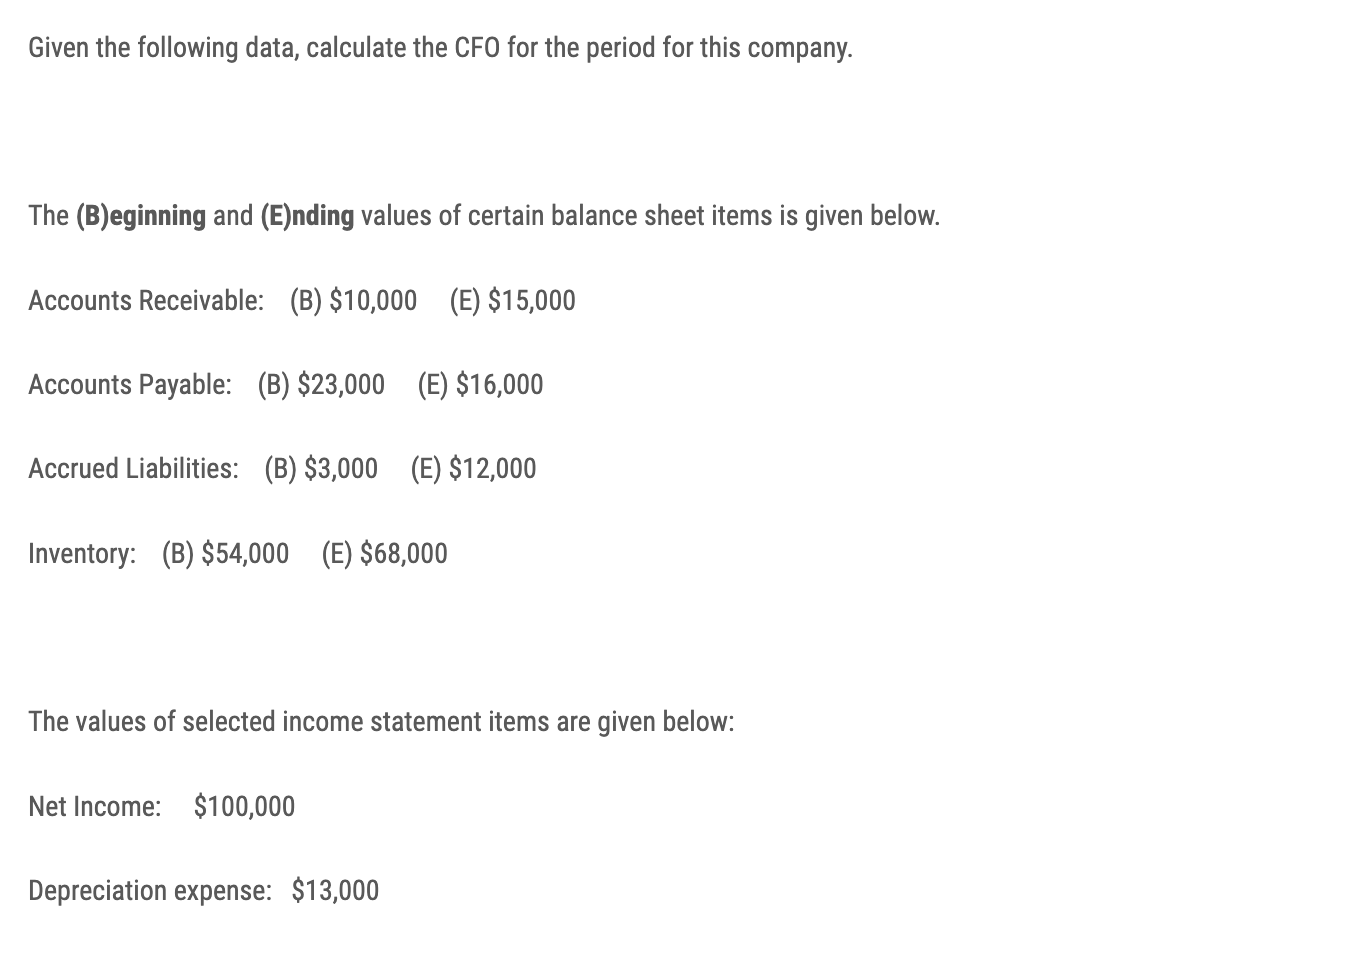 Given the following data, calculate the CFO for the period for this company.
The (B)eginning and (E)nding values of certain balance sheet items is given below.
Accounts Receivable: (B) $10,000 (E) $15,000
Accounts Payable: (B) $23,000 (E) $16,000
Accrued Liabilities: (B) $3,000 (E) $12,000
Inventory: (B) $54,000 (E) $68,000
The values of selected income statement items are given below:
Net Income: $100,000
Depreciation expense: $13,000